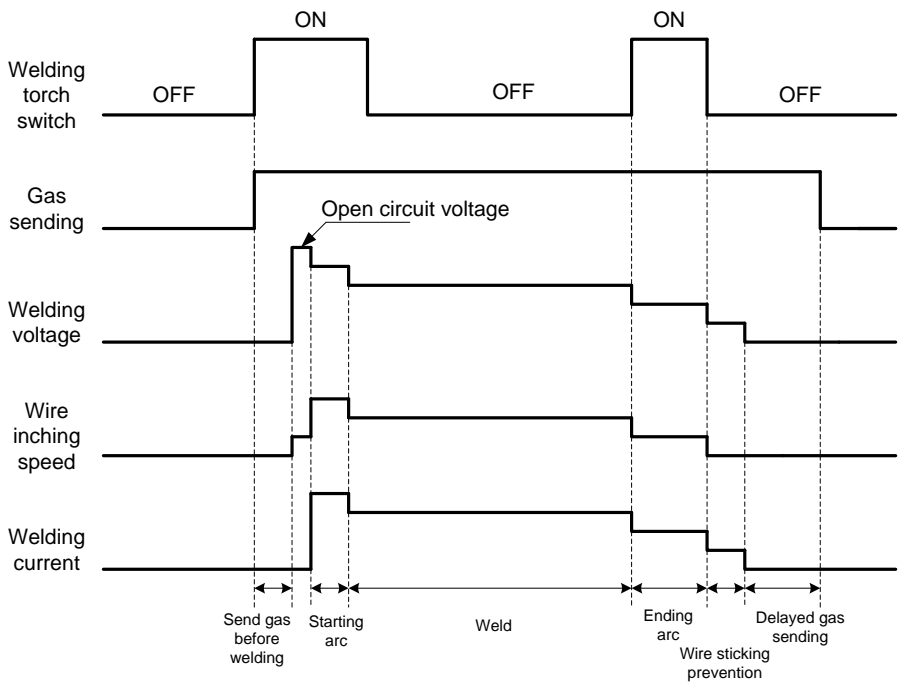 ON
ON
Welding
torch
switch
OFF
OFF
OFF
Gas
sending
Open circuit voltage
Welding
voltage
Wire
inching
speed
Welding
current
Send gas
before
welding
Starting
arc
Weld
Ending
arc
Wire sticking
prevention
Delayed gas
sending